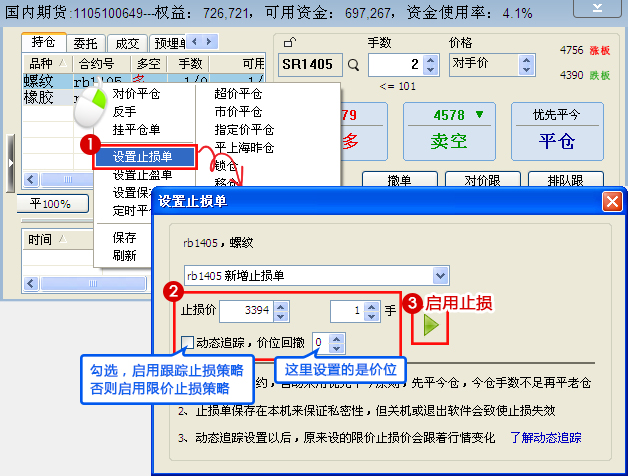 国内期货:1105100649---权益: 726,721, 可用资金: 697,267, 资金使用率: 4.1%
持仓 委托 成交 预埋单
品种 合约号 多空 手数 可用
螺纹 rb1405 多 1/0 1/
橡胶 r
对价平仓
反手
挂平仓单
设置止损单
设置止盈单
设置保
定时平仓
保存
刷新
超价平仓
市价平仓
指定价平仓
平上海昨仓
锁仓
移仓
平100%
时间
手数 价格
SR1405 2 对手价
<= 101
4756 涨板
4390 跌板
79
多
4578 ▼
卖空
优先平今
平仓
撤单 对价跟 排队跟
1
设置止损单
rb1405,螺纹
rb1405 新增止损单
2
止损价 3394 1 手
3 启用止损
动态追踪,价位回撤 0
勾选,启用跟踪止损策略
否则启用限价止损策略
这里设置的是价位
先平今仓,今仓手数不足再平老仓
2、止损单保存在本机来保证私密性,但关机或退出软件会致使止损失效
3、动态追踪设置以后,原来设的限价止损价会跟着行情变化 了解动态追踪